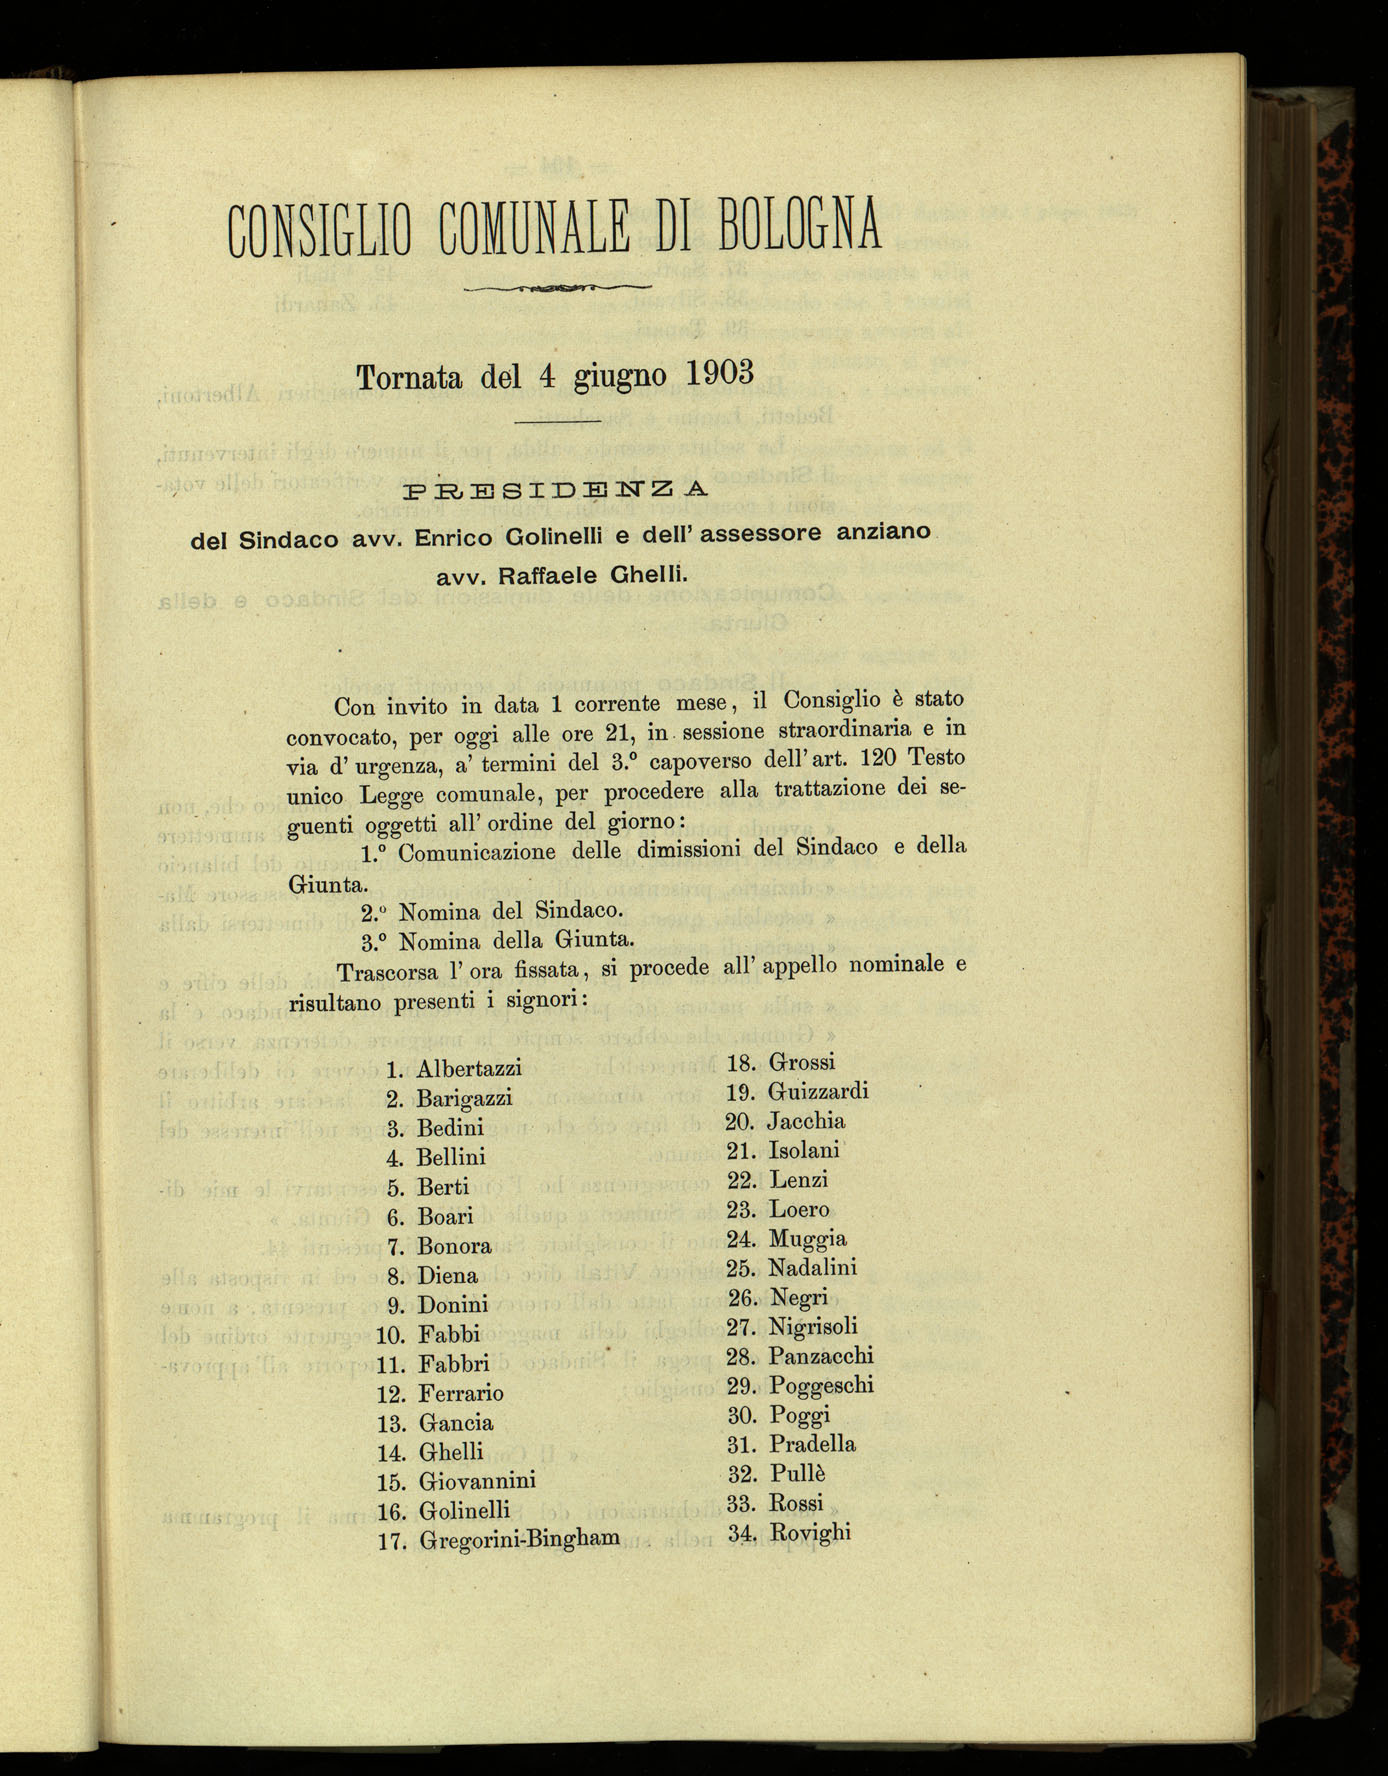 CONSIGLIO COMUNALE DI BOLOGNA
Tornata del 4 giugno 1903
PRESIDENZA
del Sindaco avv. Enrico Golinelli e dell' assessore anziano
avv. Raffaele Ghelli.
Con invito in data 1 corrente mese, il Consiglio è stato
convocato, per oggi alle ore 21, in sessione straordinaria e in
via d' urgenza, a' termini del 3.º capoverso dell' art. 120 Testo
unico Legge comunale, per procedere alla trattazione dei se-
guenti oggetti all' ordine del giorno:
1.º Comunicazione delle dimissioni del Sindaco e della
Giunta.
2.º Nomina del Sindaco.
3.º Nomina della Giunta.
Trascorsa l' ora fissata, si procede all' appello nominale e
risultano presenti i signori:
1. Albertazzi
2. Barigazzi
3. Bedini
4. Bellini
5. Berti
6. Boari
7. Bonora
8. Diena
9. Donini
10. Fabbi
11. Fabbri
12. Ferrario
13. Gancia
14. Ghelli
15. Giovannini
16. Golinelli
17. Gregorini-Bingham
18. Grossi
19. Guizzardi
20. Jacchia
21. Isolani
22. Lenzi
23. Loero
24. Muggia
25. Nadalini
26. Negri
27. Nigrisoli
28. Panzacchi
29. Poggeschi
30. Poggi
31. Pradella
32. Pullè
33. Rossi
34. Rovighi